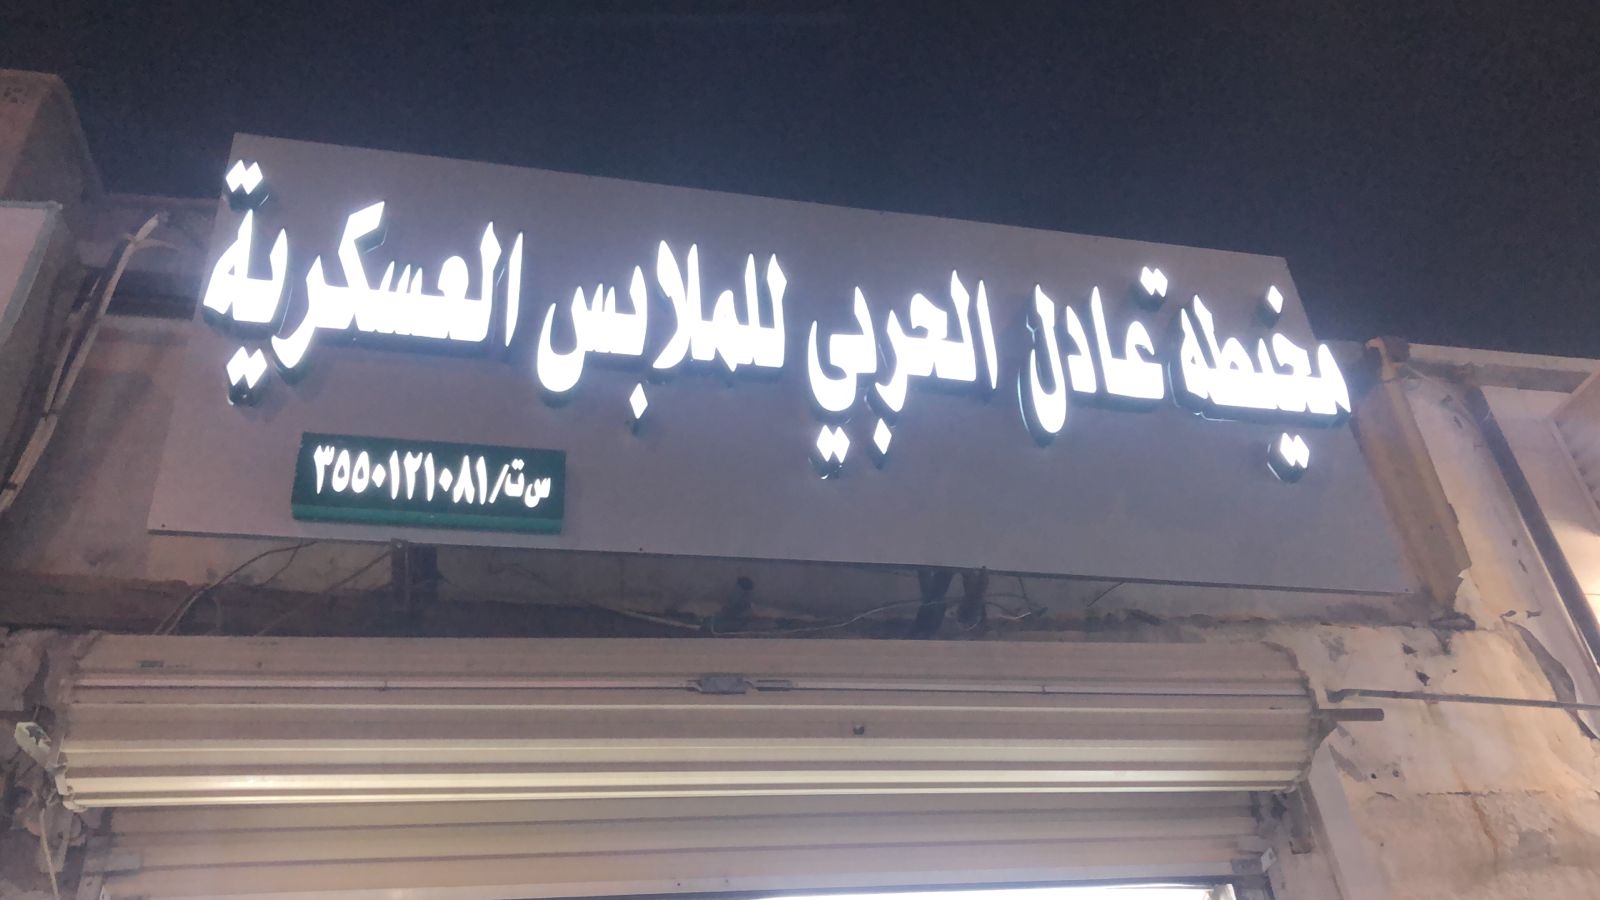 مخيطة عادل الحربي للملابس العسكرية
س ت/٣٥٥٠١٢١٠٨١